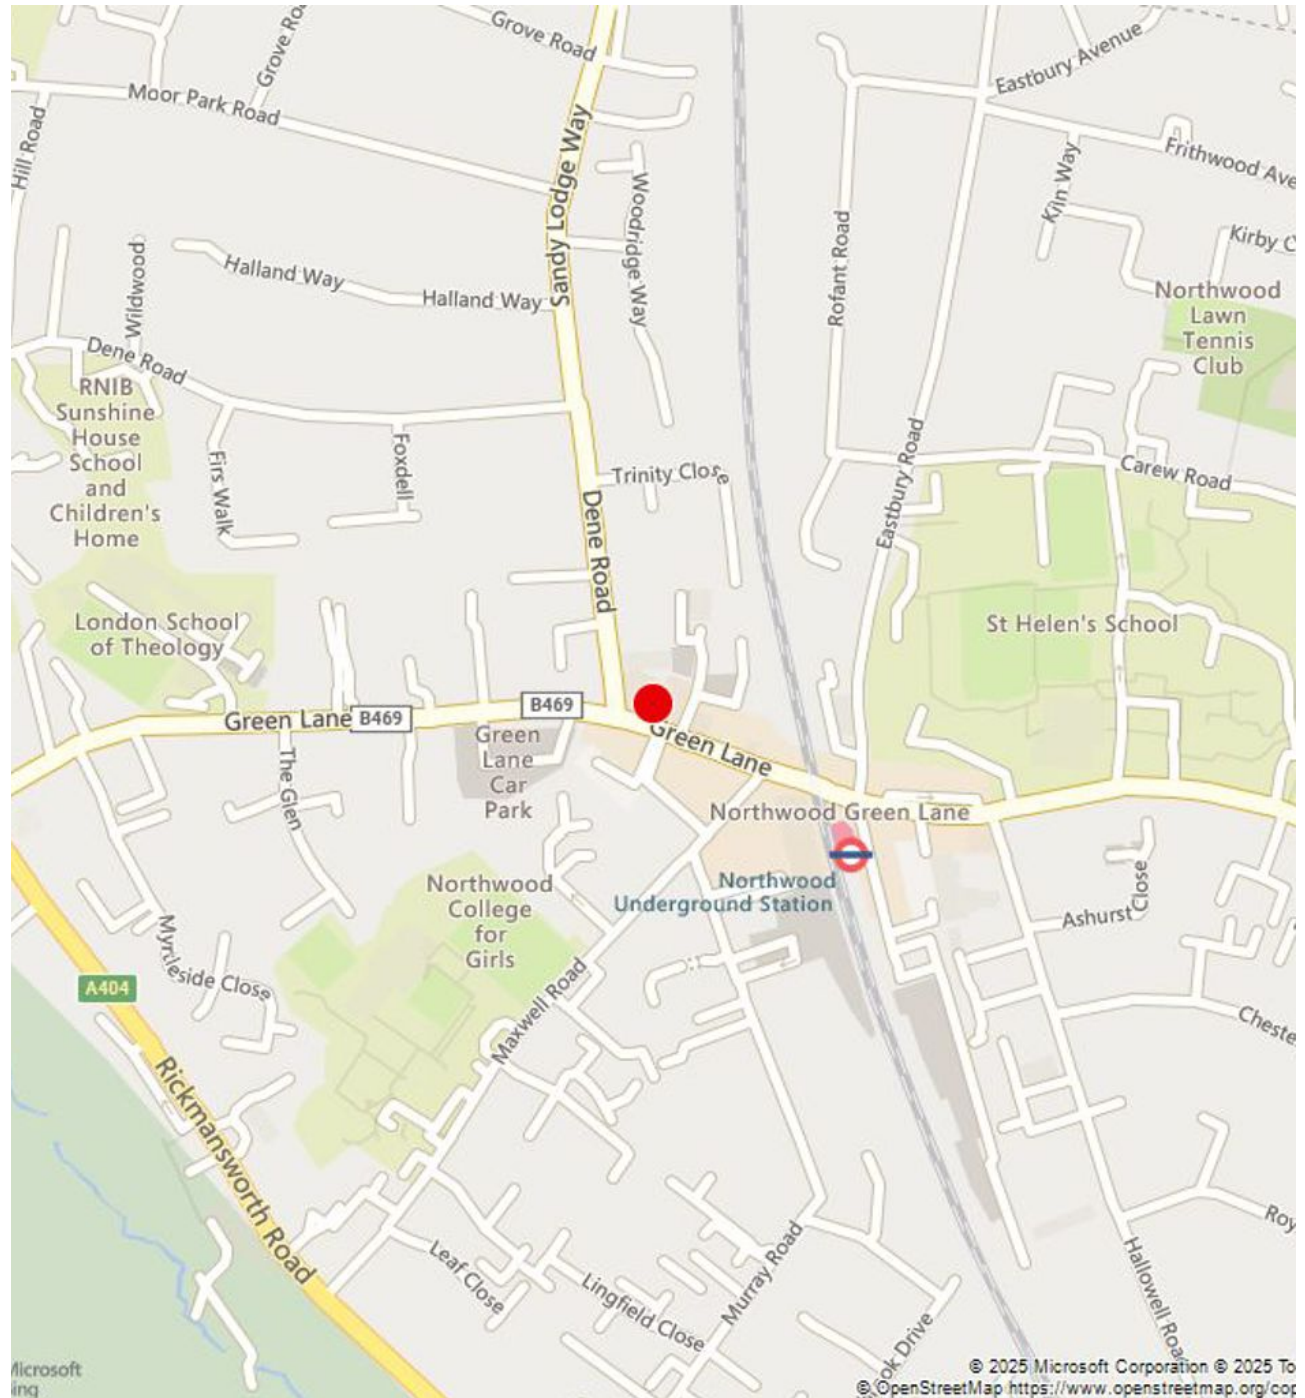 Grove Road
Grove Roa
Eastbury Avenue
Moor Park Road
Hill Road
Sandy Lodge Way
Woodridge Way
Kiln Way
Frithwood Ave
Kirby C
Rofant Road
Wildwood
Halland Way
Halland Way
Northwood
Lawn
Tennis
Club
Dene Road
RNIB
Sunshine
House
School
and
Children's
Home
Firs Walk
Foxdell
Trinity Close
Eastbury Road
Carew Road
Dene Road
London School
of Theology
St Helen's School
Green Lane
B469
B469
Green Lane
Green
Lane
Car
Park
The Glen
Northwood Green Lane
Northwood
Underground Station
Northwood
College
for
Girls
Ashurst Close
Myrtleside Close
A404
Maxwell Road
Cheste
Rickmansworth Road
Leaf Close
Lingfield Close
Murray Road
Hallowell Road
Roy
ook Drive
Microsoft
ing
© 2025 Microsoft Corporation © 2025 To
© OpenStreetMap https://www.openstreetmap.org/cop